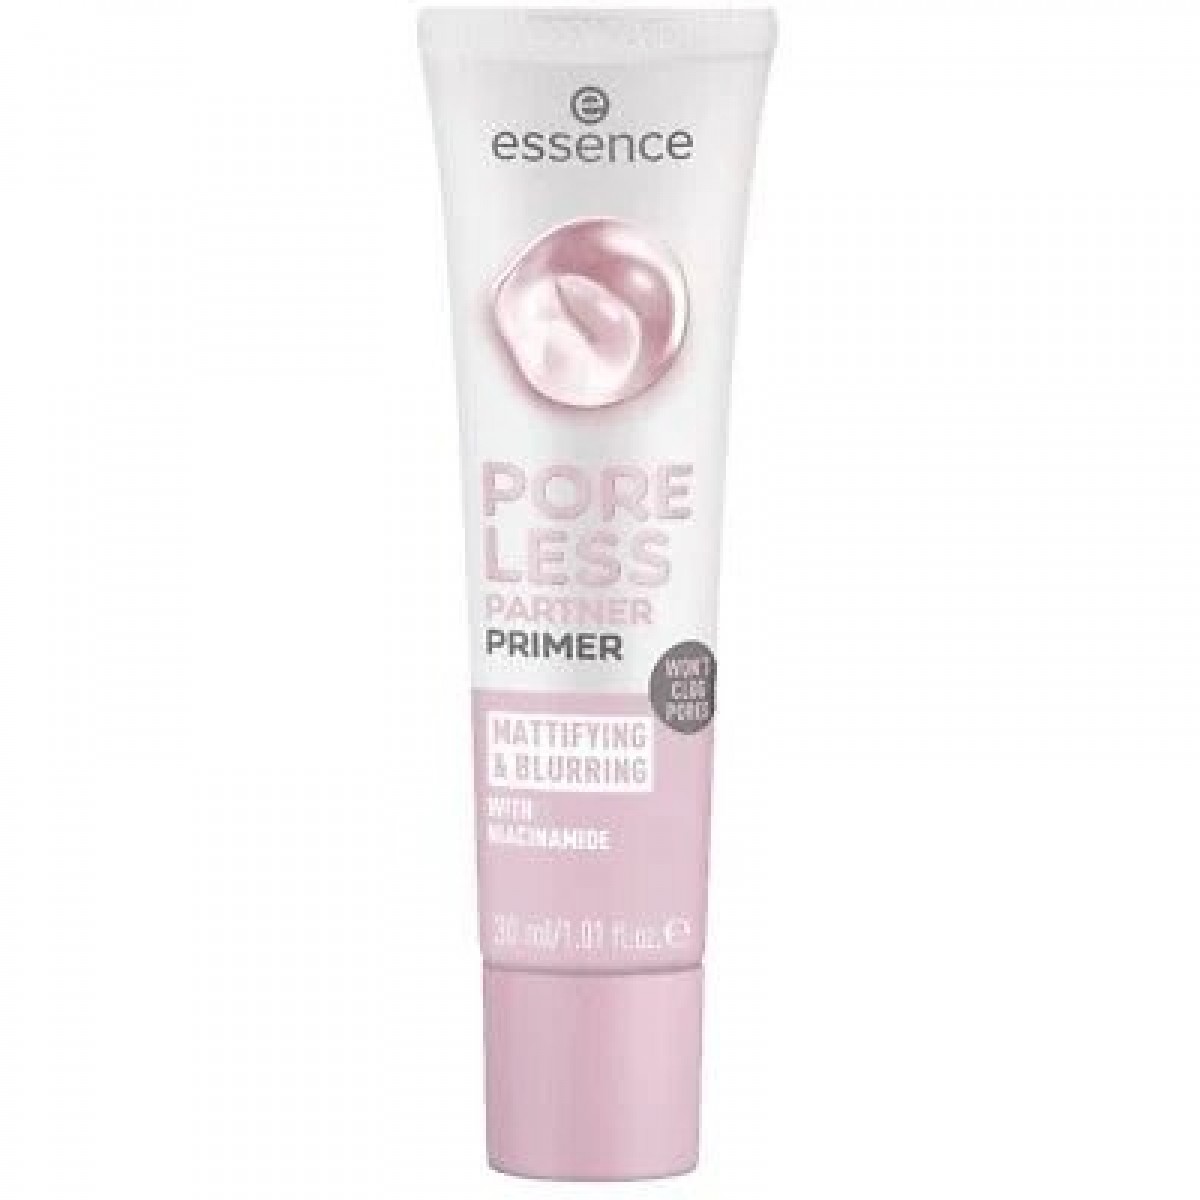 essence
PORE
LESS
PARTNER
PRIMER
WON'T
CLOG
PORES
MATTIFYING
& BLURRING
WITH
NIACINAMIDE
30 ml/1.01 fl.oz. ℮